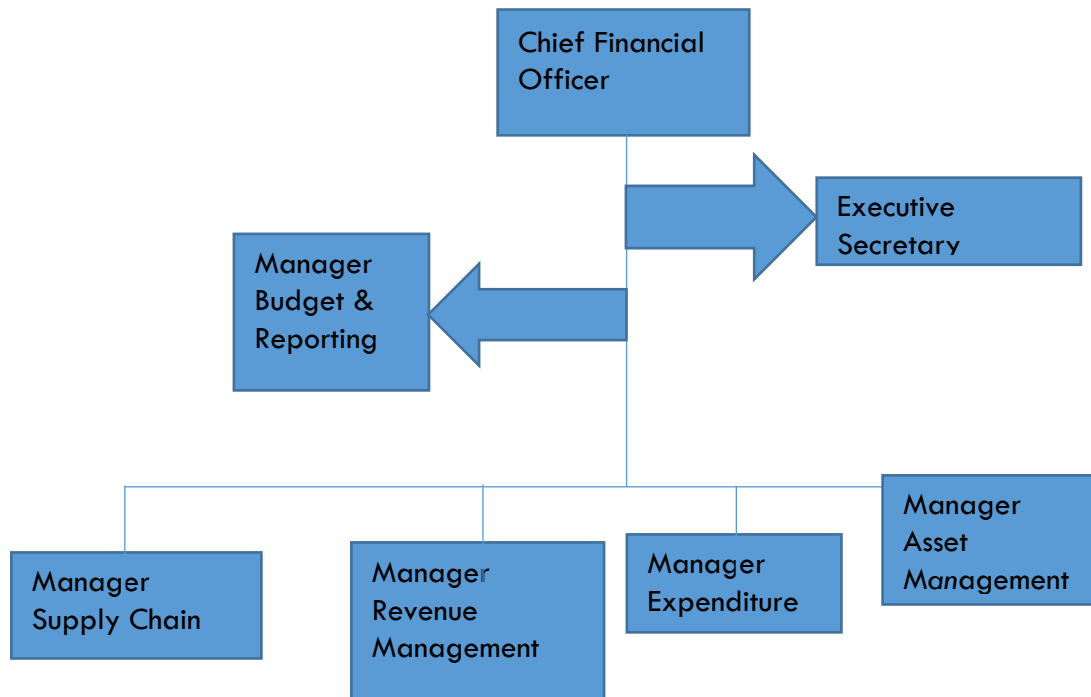 Chief Financial
Officer
Executive
Secretary
Manager
Budget &
Reporting
Manager
Supply Chain
Manager
Revenue
Management
Manager
Expenditure
Manager
Asset
Management